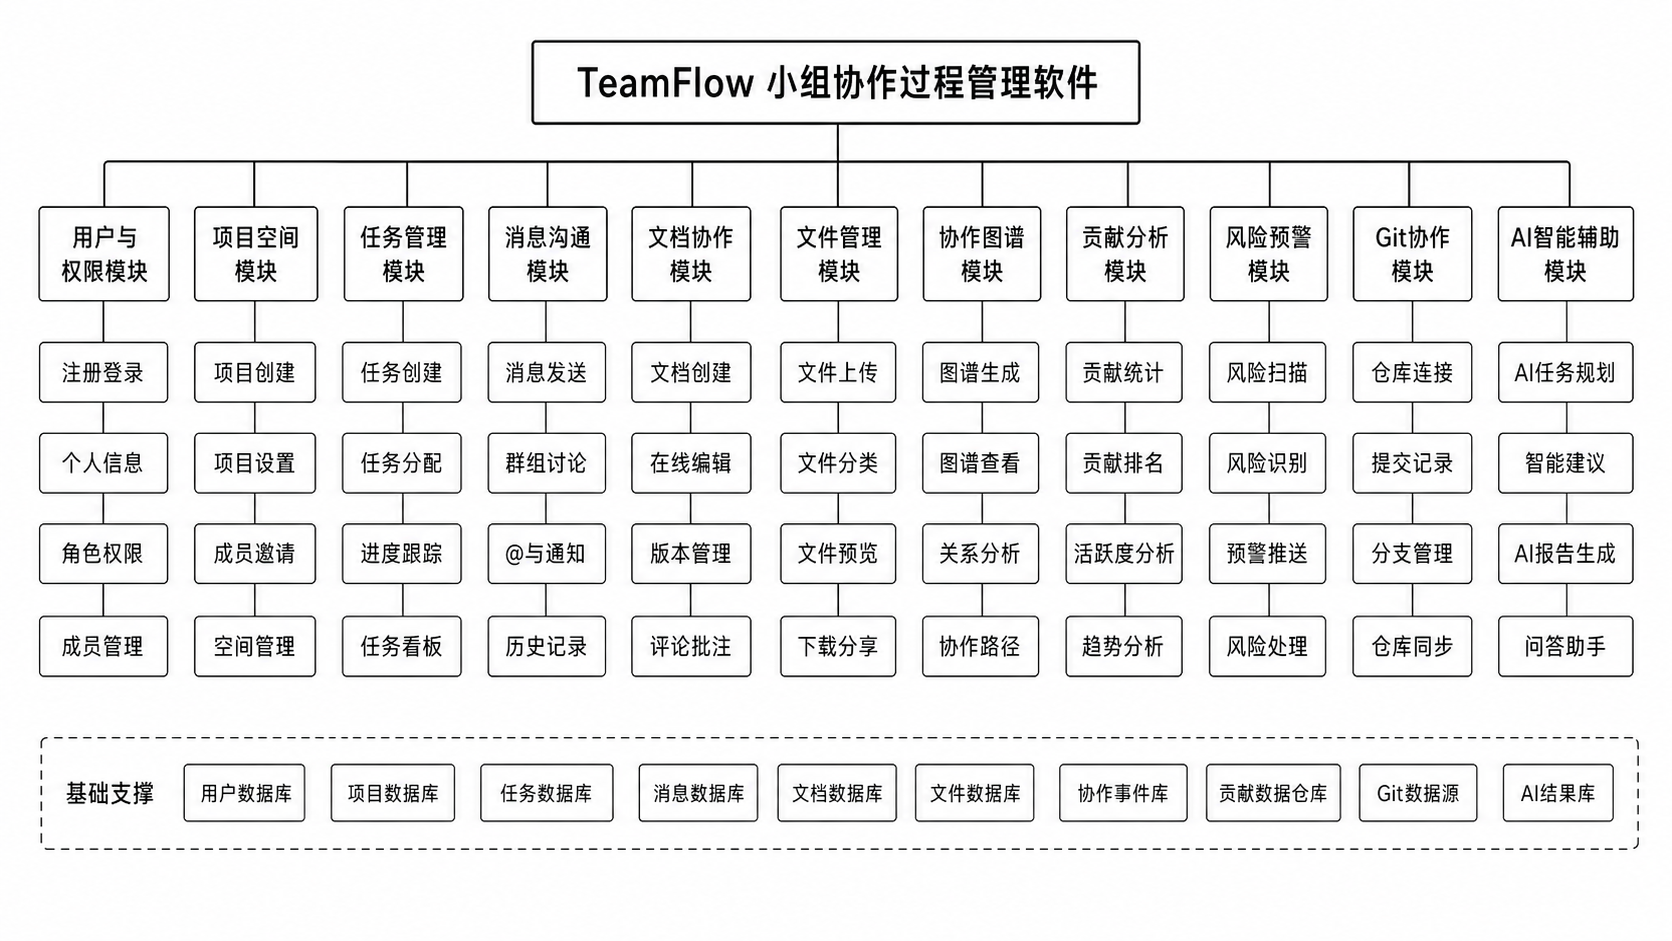 TeamFlow 小组协作过程管理软件
用户与
权限模块
项目空间
模块
任务管理
模块
消息沟通
模块
文档协作
模块
文件管理
模块
协作图谱
模块
贡献分析
模块
风险预警
模块
Git协作
模块
AI智能辅助
模块
注册登录
项目创建
任务创建
消息发送
文档创建
文件上传
图谱生成
贡献统计
风险扫描
仓库连接
AI任务规划
个人信息
项目设置
任务分配
群组讨论
在线编辑
文件分类
图谱查看
贡献排名
风险识别
提交记录
智能建议
角色权限
成员邀请
进度跟踪
@与通知
版本管理
文件预览
关系分析
活跃度分析
预警推送
分支管理
AI报告生成
成员管理
空间管理
任务看板
历史记录
评论批注
下载分享
协作路径
趋势分析
风险处理
仓库同步
问答助手
基础支撑
用户数据库
项目数据库
任务数据库
消息数据库
文档数据库
文件数据库
协作事件库
贡献数据仓库
Git数据源
AI结果库